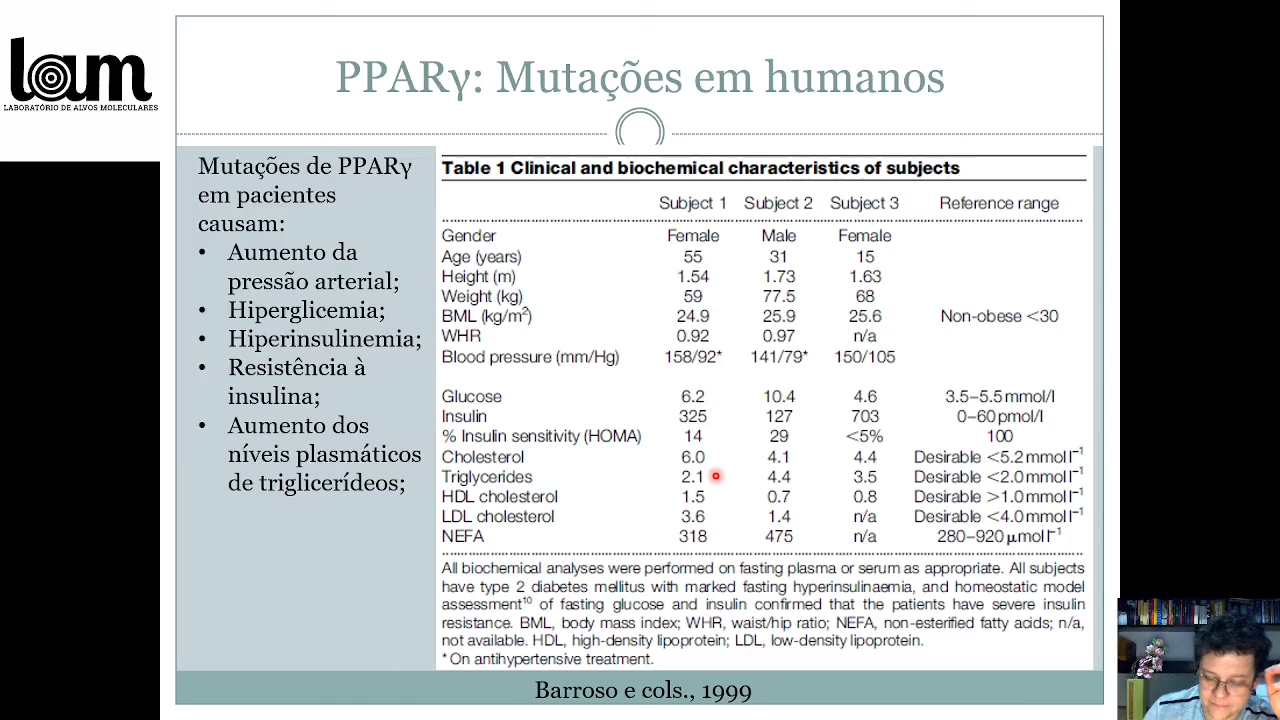 lam
LABORATÓRIO DE ALVOS MOLECULARES
PPARγ: Mutações em humanos
Mutações de PPARγ
em pacientes
causam:
• Aumento da
pressão arterial;
• Hiperglicemia;
• Hiperinsulinemia;
• Resistência à
insulina;
• Aumento dos
níveis plasmáticos
de triglicerídeos;
Table 1 Clinical and biochemical characteristics of subjects
Subject 1 Subject 2 Subject 3 Reference range
Gender Female Male Female
Age (years) 55 31 15
Height (m) 1.54 1.73 1.63
Weight (kg) 59 77.5 68
BML (kg/m²) 24.9 25.9 25.6 Non-obese <30
WHR 0.92 0.97 n/a
Blood pressure (mm/Hg) 158/92* 141/79* 150/105
Glucose 6.2 10.4 4.6 3.5–5.5 mmol/l
Insulin 325 127 703 0–60 pmol/l
% Insulin sensitivity (HOMA) 14 29 <5% 100
Cholesterol 6.0 4.1 4.4 Desirable <5.2 mmol l⁻¹
Triglycerides 2.1 4.4 3.5 Desirable <2.0 mmol l⁻¹
HDL cholesterol 1.5 0.7 0.8 Desirable >1.0 mmol l⁻¹
LDL cholesterol 3.6 1.4 n/a Desirable <4.0 mmol l⁻¹
NEFA 318 475 n/a 280–920 μmol l⁻¹
All biochemical analyses were performed on fasting plasma or serum as appropriate. All subjects
have type 2 diabetes mellitus with marked fasting hyperinsulinaemia, and homeostatic model
assessment¹⁰ of fasting glucose and insulin confirmed that the patients have severe insulin
resistance. BML, body mass index; WHR, waist/hip ratio; NEFA, non-esterified fatty acids; n/a,
not available. HDL, high-density lipoprotein; LDL, low-density lipoprotein.
* On antihypertensive treatment.
Barroso e cols., 1999